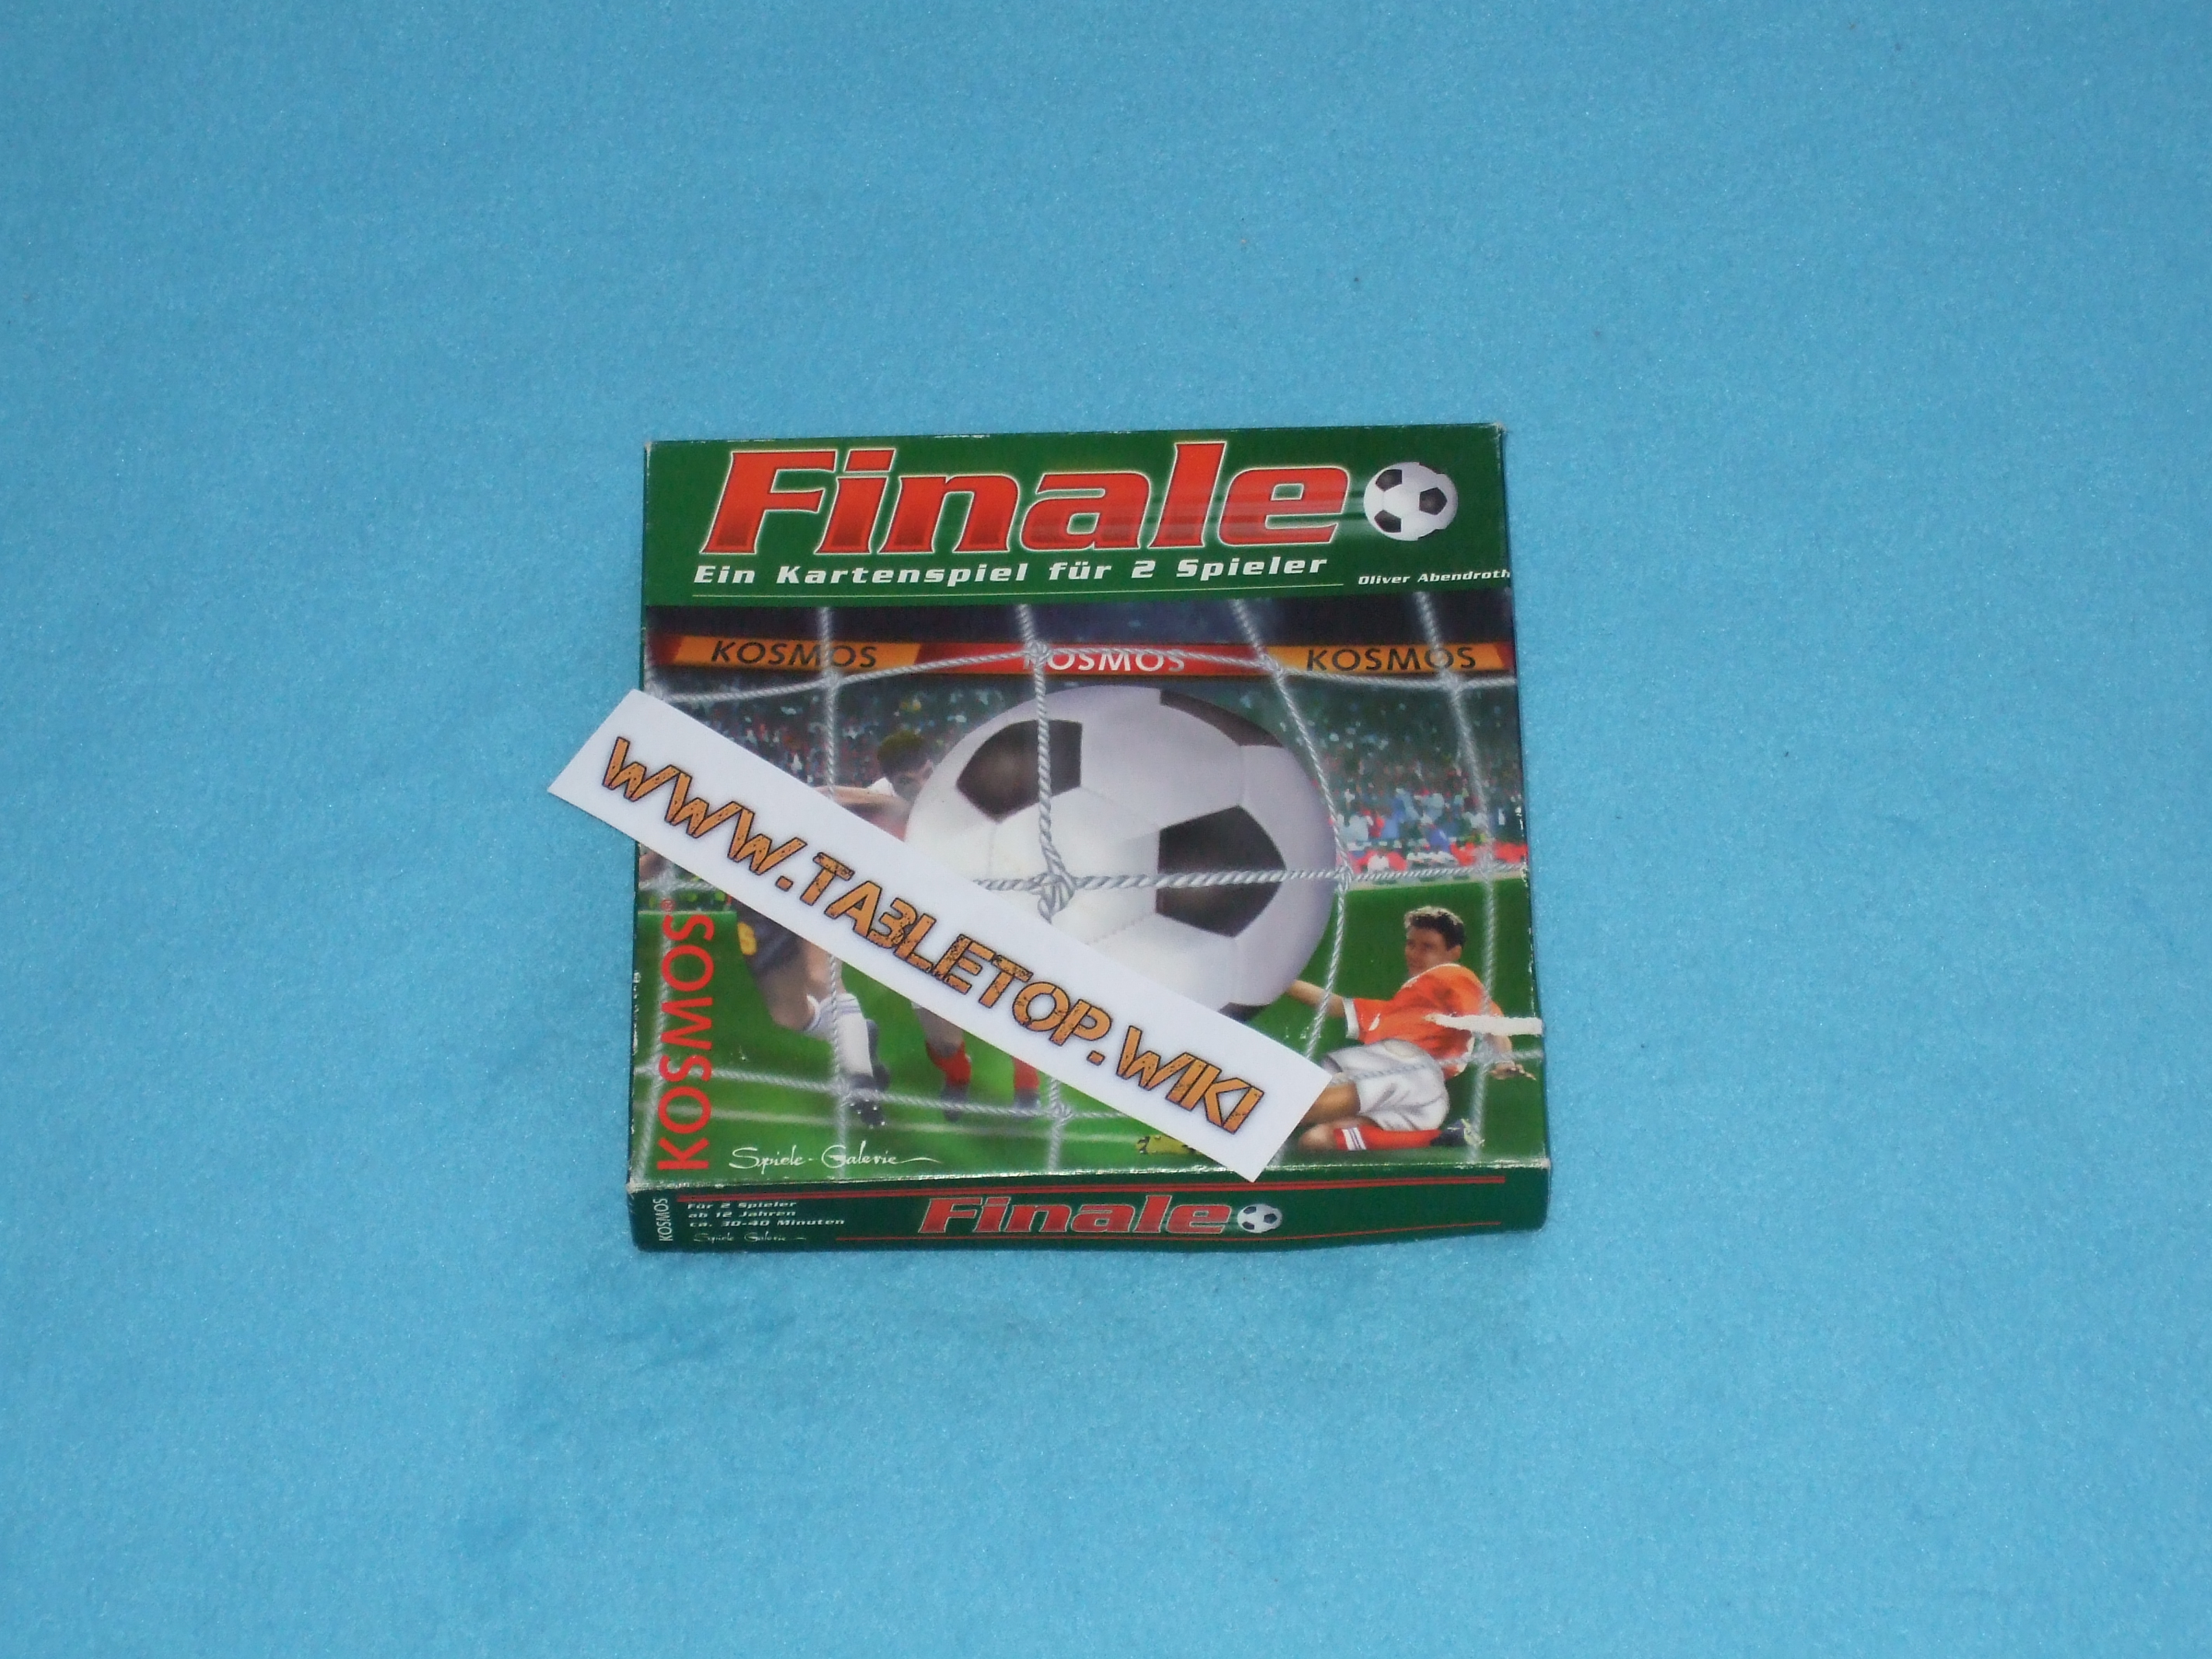 Finale
Ein Kartenspiel für 2 Spieler
Oliver Abendroth
KOSMOS KOSMOS KOSMOS
WWW.TA3LETOP.WIKI
KOSMOS®
Spiele-Galerie
KOSMOS
Für 2 Spieler
ab 12 Jahren
ca. 30-40 Minuten
Spiele-Galerie
Finale